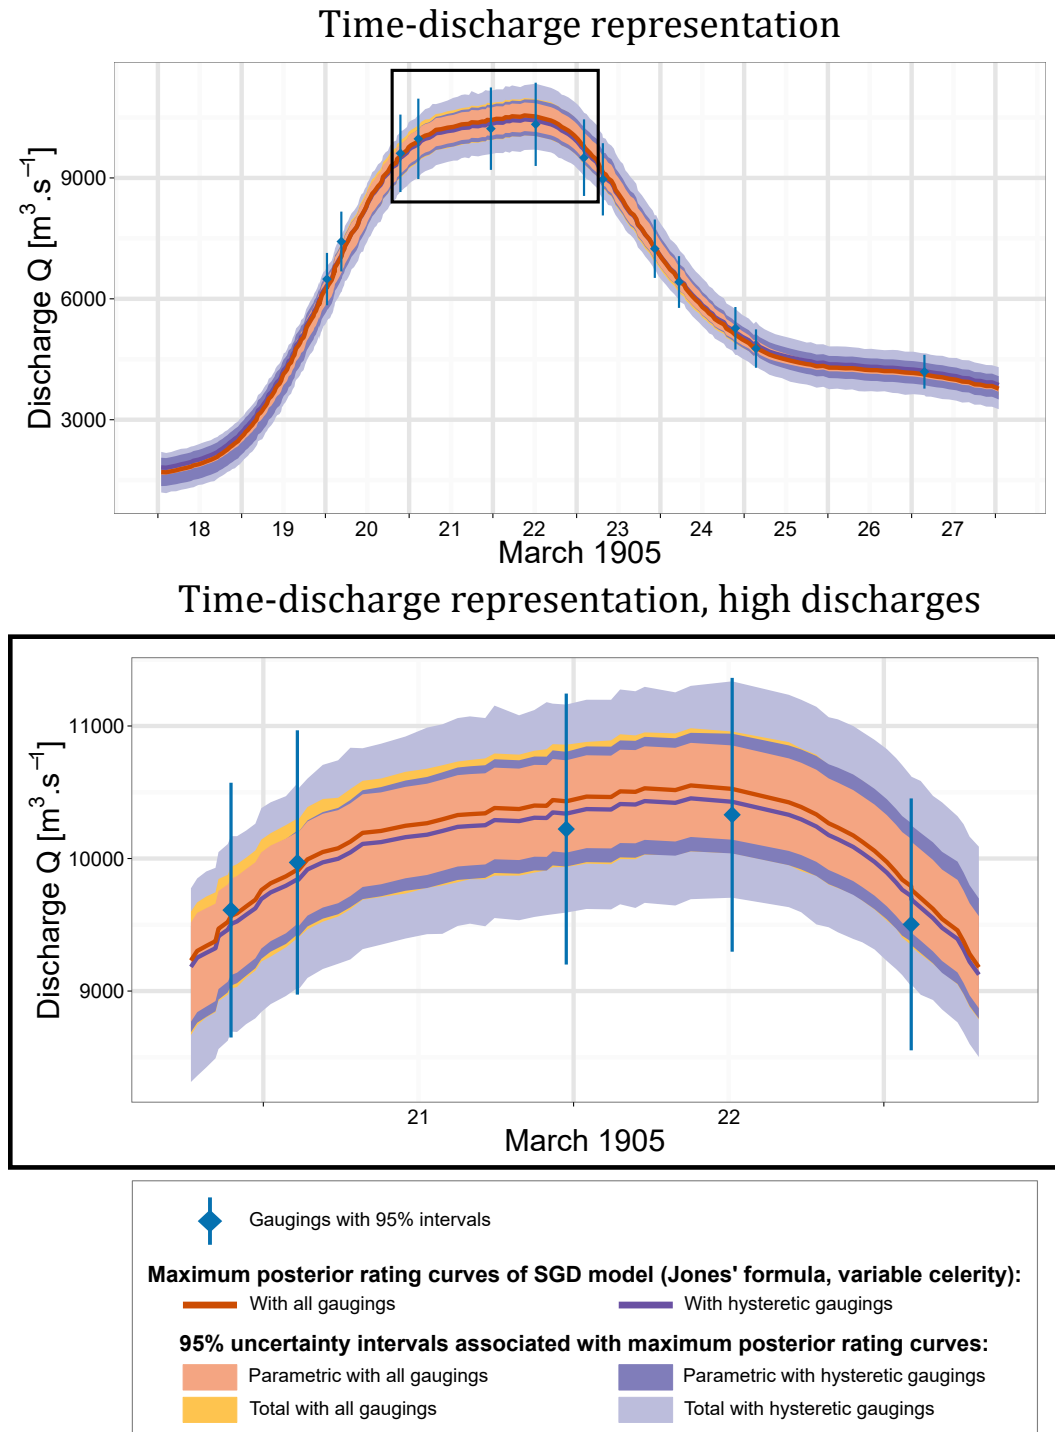 Time-discharge representation
Discharge Q [m³.s⁻¹]
9000
6000
3000
18 19 20 21 22 23 24 25 26 27
March 1905
Time-discharge representation, high discharges
Discharge Q [m³.s⁻¹]
11000
10000
9000
21 22
March 1905
Gaugings with 95% intervals
Maximum posterior rating curves of SGD model (Jones' formula, variable celerity):
With all gaugings With hysteretic gaugings
95% uncertainty intervals associated with maximum posterior rating curves:
Parametric with all gaugings Parametric with hysteretic gaugings
Total with all gaugings Total with hysteretic gaugings